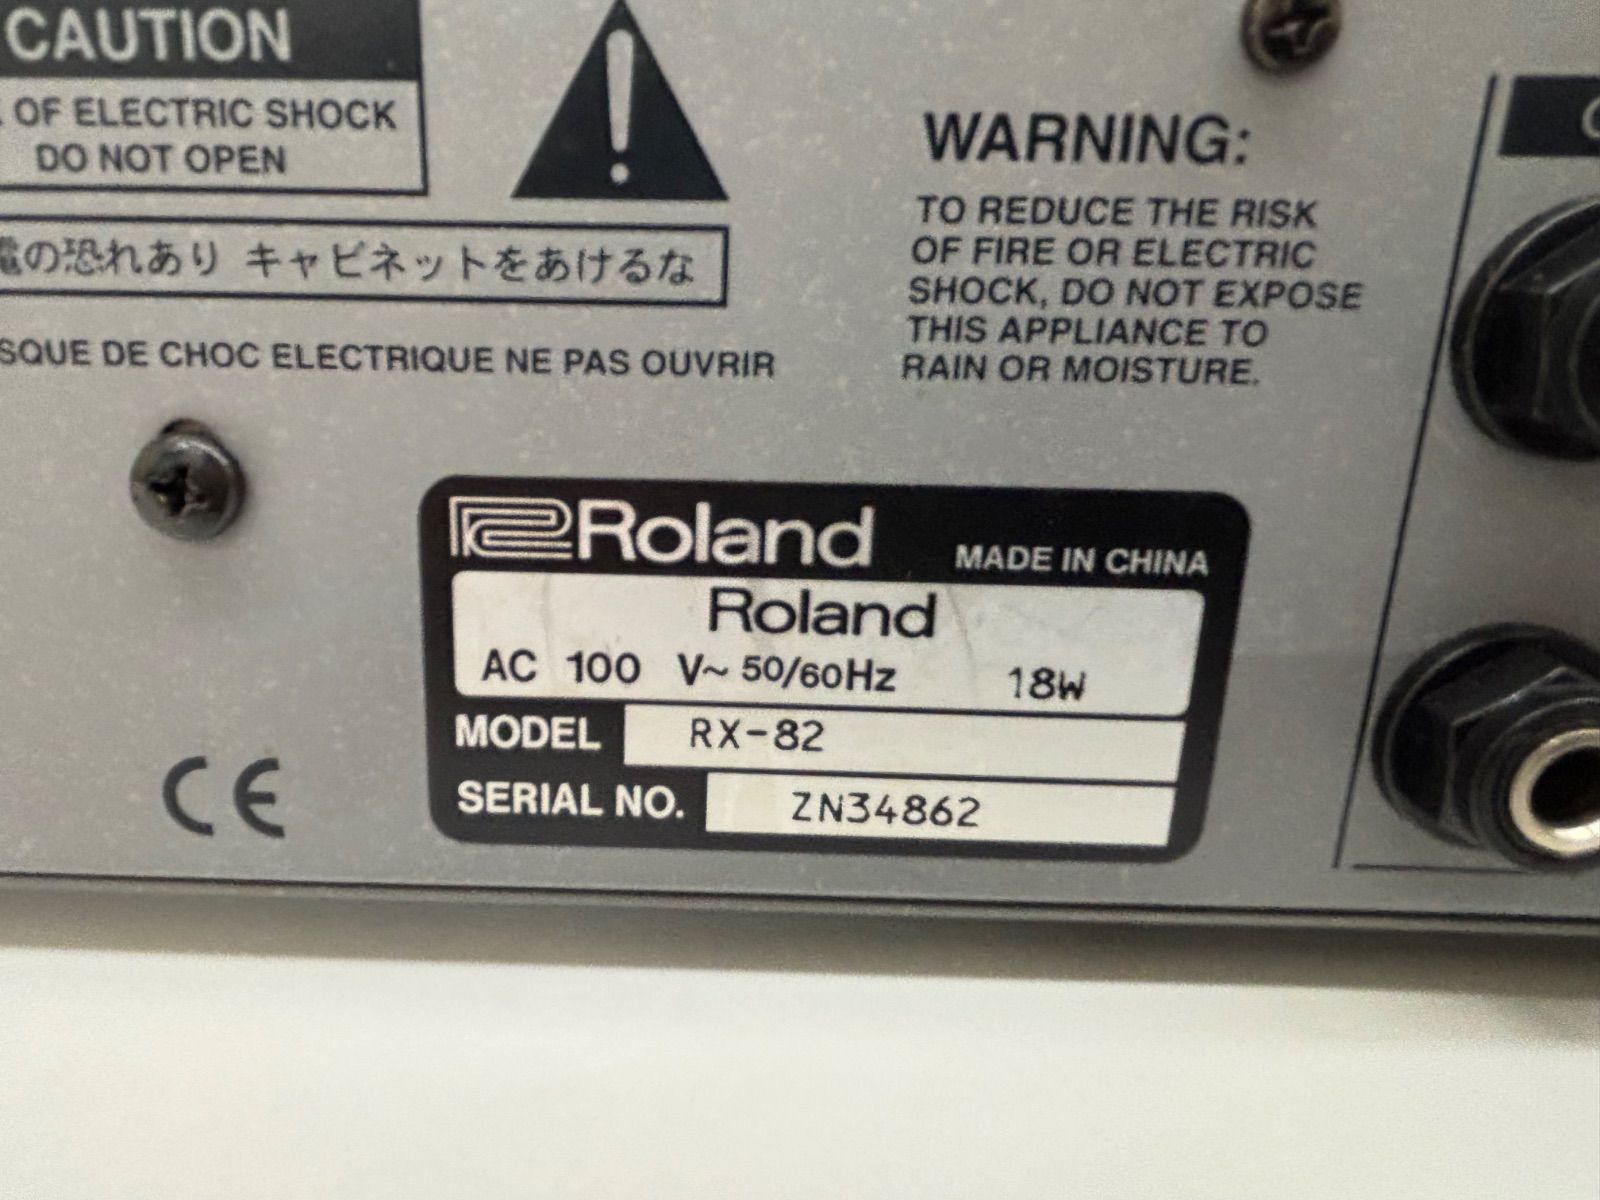 CAUTION
OF ELECTRIC SHOCK
DO NOT OPEN
電の恐れあり キャビネットをあけるな
SQUE DE CHOC ELECTRIQUE NE PAS OUVRIR
WARNING:
TO REDUCE THE RISK
OF FIRE OR ELECTRIC
SHOCK, DO NOT EXPOSE
THIS APPLIANCE TO
RAIN OR MOISTURE.
Roland MADE IN CHINA
Roland
AC 100 V~ 50/60Hz 18W
MODEL RX-82
SERIAL NO. ZN34862
CE